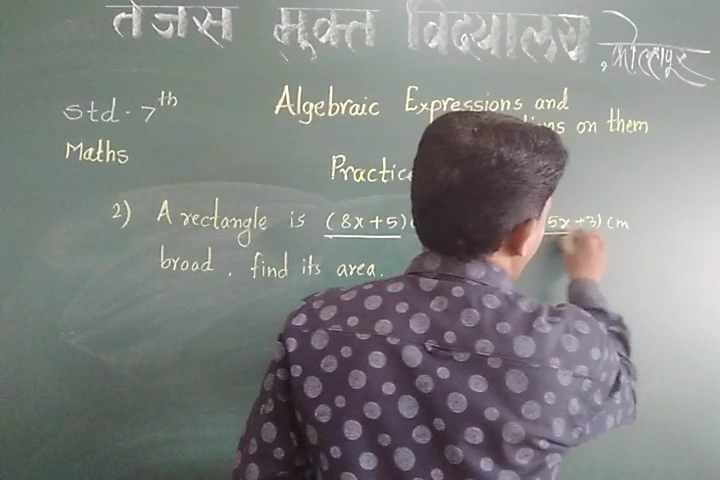 तेजस मुक्त विद्यालय, कोल्हापूर
Std. 7th Algebraic Expressions and
ns on them
Maths
Practice
2) A rectangle is (8x+5) 5x+3) cm
broad. find its area.